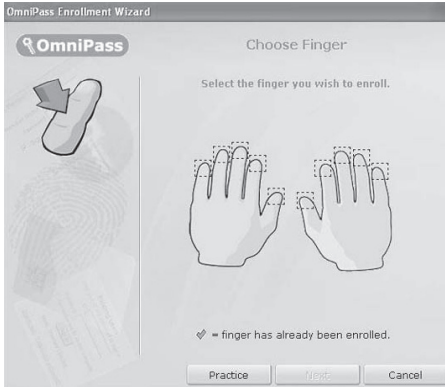 OmniPass Enrollment Wizard
OmniPass
Choose Finger
Select the finger you wish to enroll.
= finger has already been enrolled.
Practice
Next
Cancel